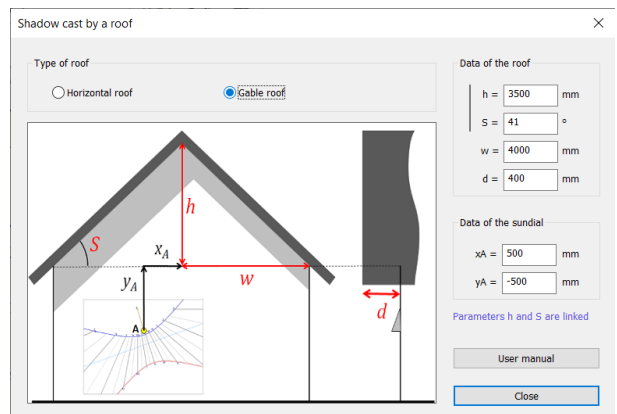 Shadow cast by a roof
Type of roof
Horizontal roof
Gable roof
S
h
xA
w
yA
A
d
Data of the roof
h = 3500 mm
S = 41 °
w = 4000 mm
d = 400 mm
Data of the sundial
xA = 500 mm
yA = -500 mm
Parameters h and S are linked
User manual
Close